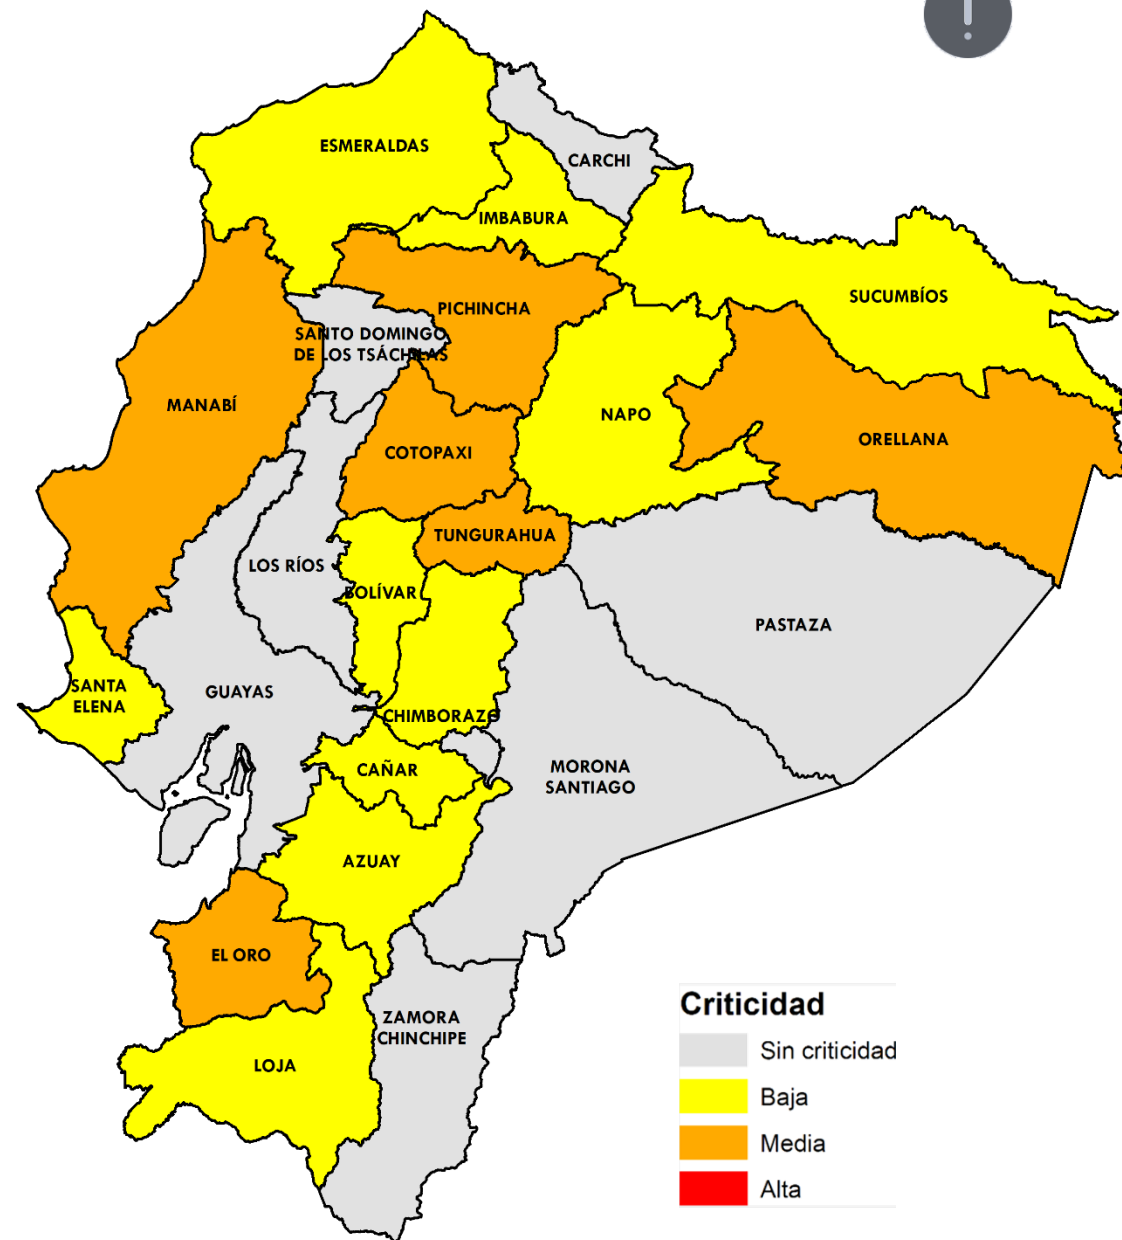 ESMERALDAS
CARCHI
IMBABURA
SUCUMBÍOS
PICHINCHA
SANTO DOMINGO
DE LOS TSÁCHILAS
MANABÍ
NAPO
ORELLANA
COTOPAXI
TUNGURAHUA
LOS RÍOS
BOLÍVAR
PASTAZA
SANTA
ELENA
GUAYAS
CHIMBORAZO
CAÑAR
MORONA
SANTIAGO
AZUAY
EL ORO
ZAMORA
CHINCHIPE
LOJA
Criticidad
Sin criticidad
Baja
Media
Alta